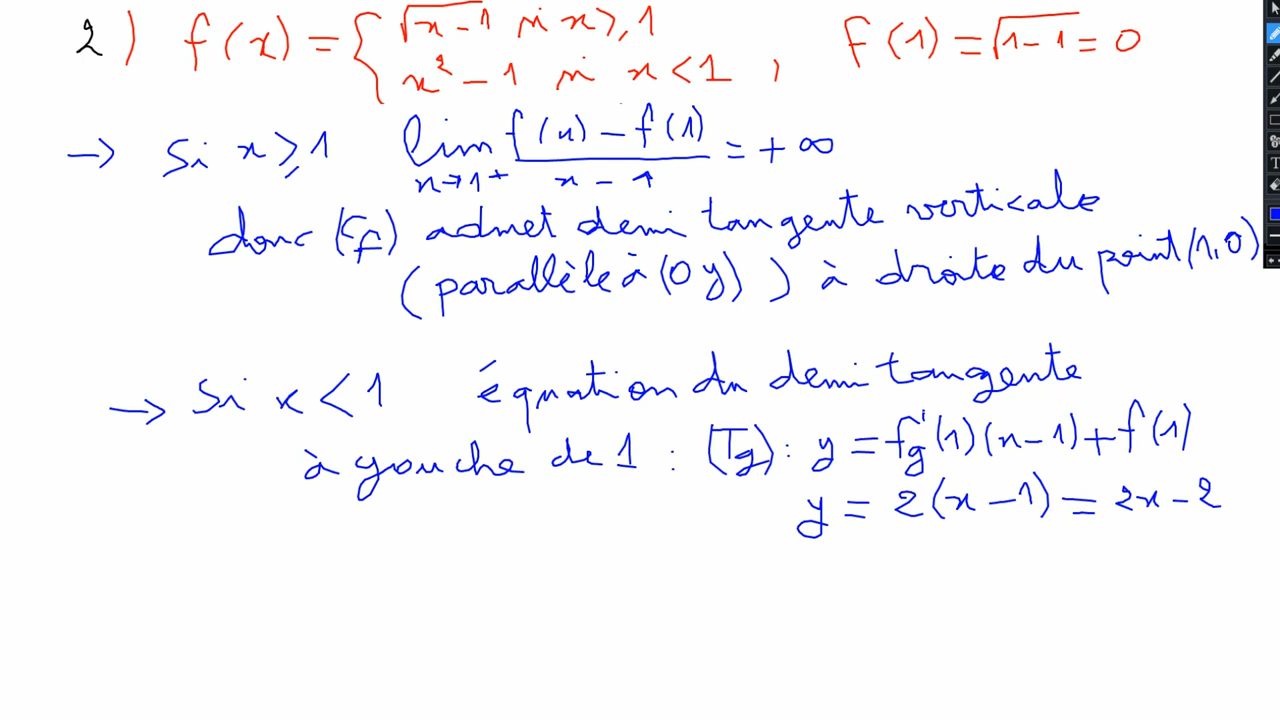 2) f(x) = { √(x-1) si x ≥ 1
x² - 1 si x < 1 , f(1) = √(1-1) = 0
→ Si x ≥ 1 lim x→1⁺ (f(x) - f(1))/(x - 1) = +∞
donc (Cf) admet demi tangente verticale
(parallèle à (Oy)) à droite du point (1,0)
→ Si x < 1 équation du demi tangente
à gauche de 1 : (Tg) : y = f'g(1)(x-1) + f(1)
y = 2(x-1) = 2x-2